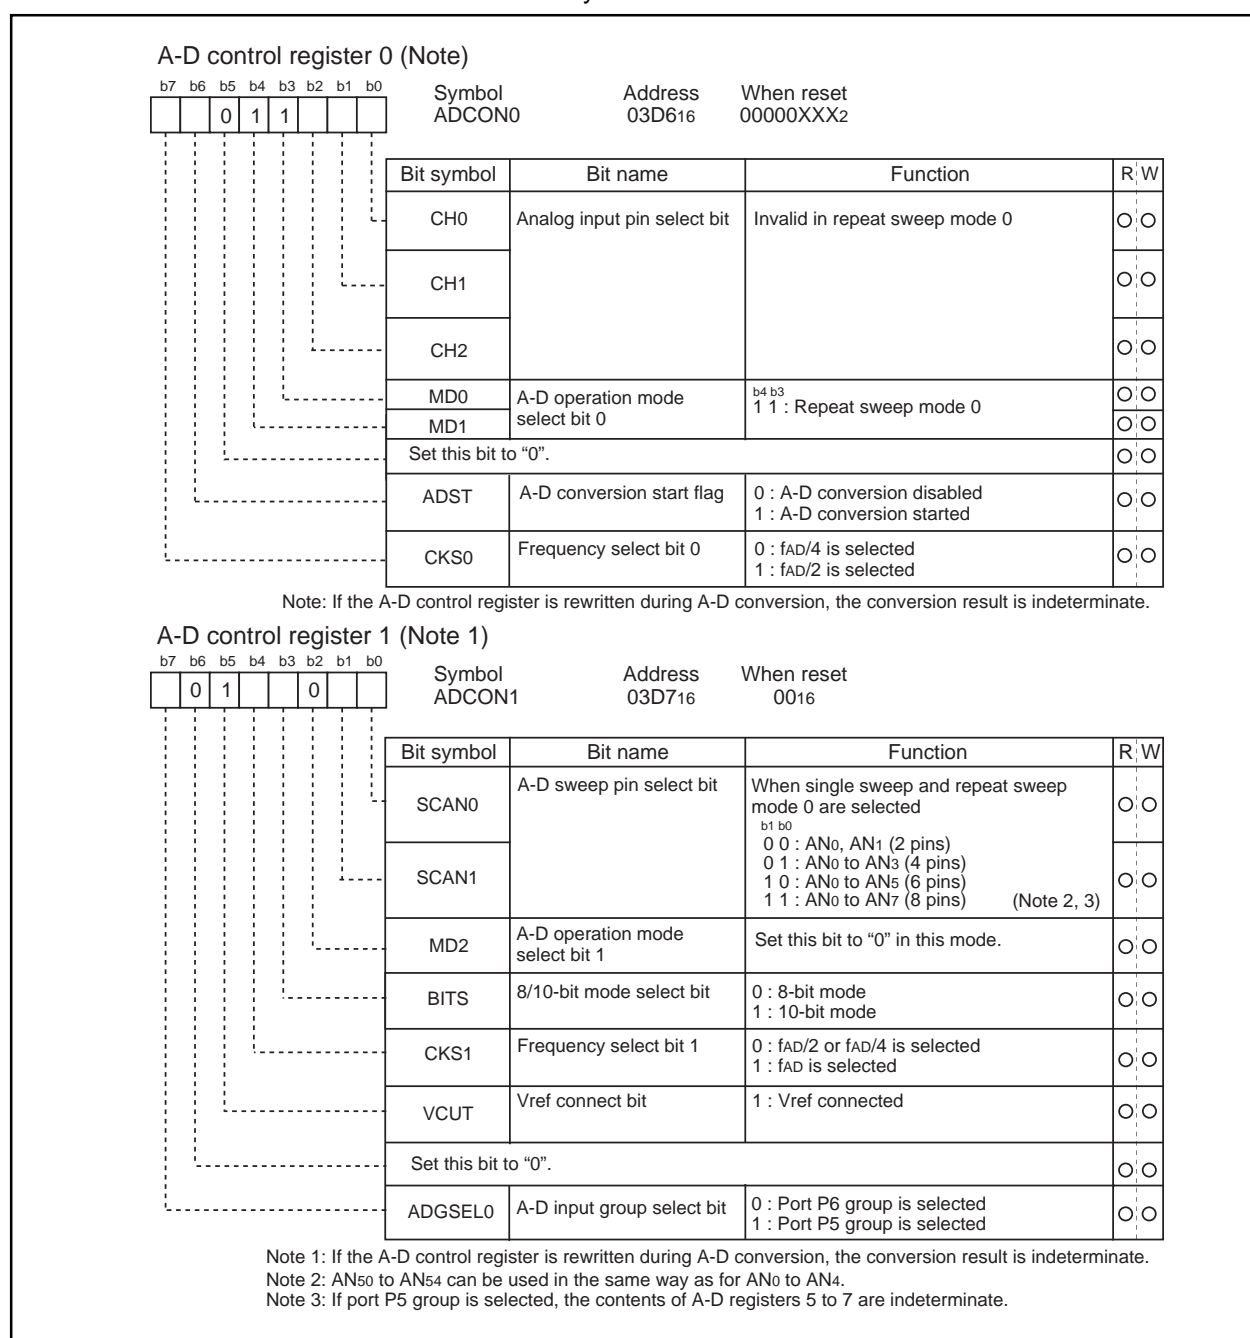 A-D control register 0 (Note)
b7 b6 b5 b4 b3 b2 b1 b0
0 1 1
Symbol Address When reset
ADCON0 03D616 00000XXX2
Bit symbol Bit name Function R W
CH0 Analog input pin select bit Invalid in repeat sweep mode 0
CH1
CH2
MD0 A-D operation mode select bit 0 b4 b3
1 1 : Repeat sweep mode 0
MD1
Set this bit to “0”.
ADST A-D conversion start flag 0 : A-D conversion disabled
1 : A-D conversion started
CKS0 Frequency select bit 0 0 : fAD/4 is selected
1 : fAD/2 is selected
Note: If the A-D control register is rewritten during A-D conversion, the conversion result is indeterminate.
A-D control register 1 (Note 1)
b7 b6 b5 b4 b3 b2 b1 b0
0 1 0
Symbol Address When reset
ADCON1 03D716 0016
Bit symbol Bit name Function R W
SCAN0 A-D sweep pin select bit When single sweep and repeat sweep
mode 0 are selected
b1 b0
0 0 : AN0, AN1 (2 pins)
0 1 : AN0 to AN3 (4 pins)
SCAN1 1 0 : AN0 to AN5 (6 pins)
1 1 : AN0 to AN7 (8 pins) (Note 2, 3)
MD2 A-D operation mode
select bit 1 Set this bit to “0” in this mode.
BITS 8/10-bit mode select bit 0 : 8-bit mode
1 : 10-bit mode
CKS1 Frequency select bit 1 0 : fAD/2 or fAD/4 is selected
1 : fAD is selected
VCUT Vref connect bit 1 : Vref connected
Set this bit to “0”.
ADGSEL0 A-D input group select bit 0 : Port P6 group is selected
1 : Port P5 group is selected
Note 1: If the A-D control register is rewritten during A-D conversion, the conversion result is indeterminate.
Note 2: AN50 to AN54 can be used in the same way as for AN0 to AN4.
Note 3: If port P5 group is selected, the contents of A-D registers 5 to 7 are indeterminate.